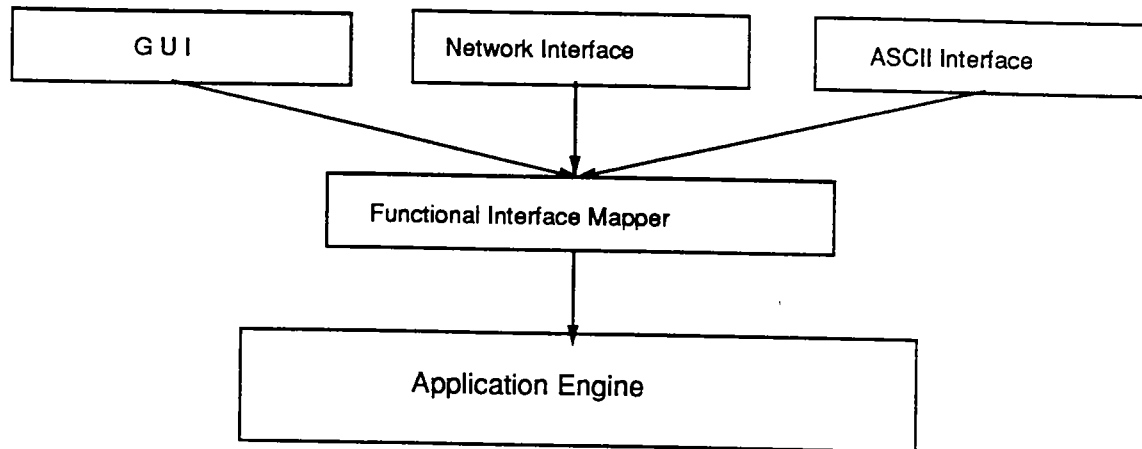 G U I
Network Interface
ASCII Interface
Functional Interface Mapper
Application Engine